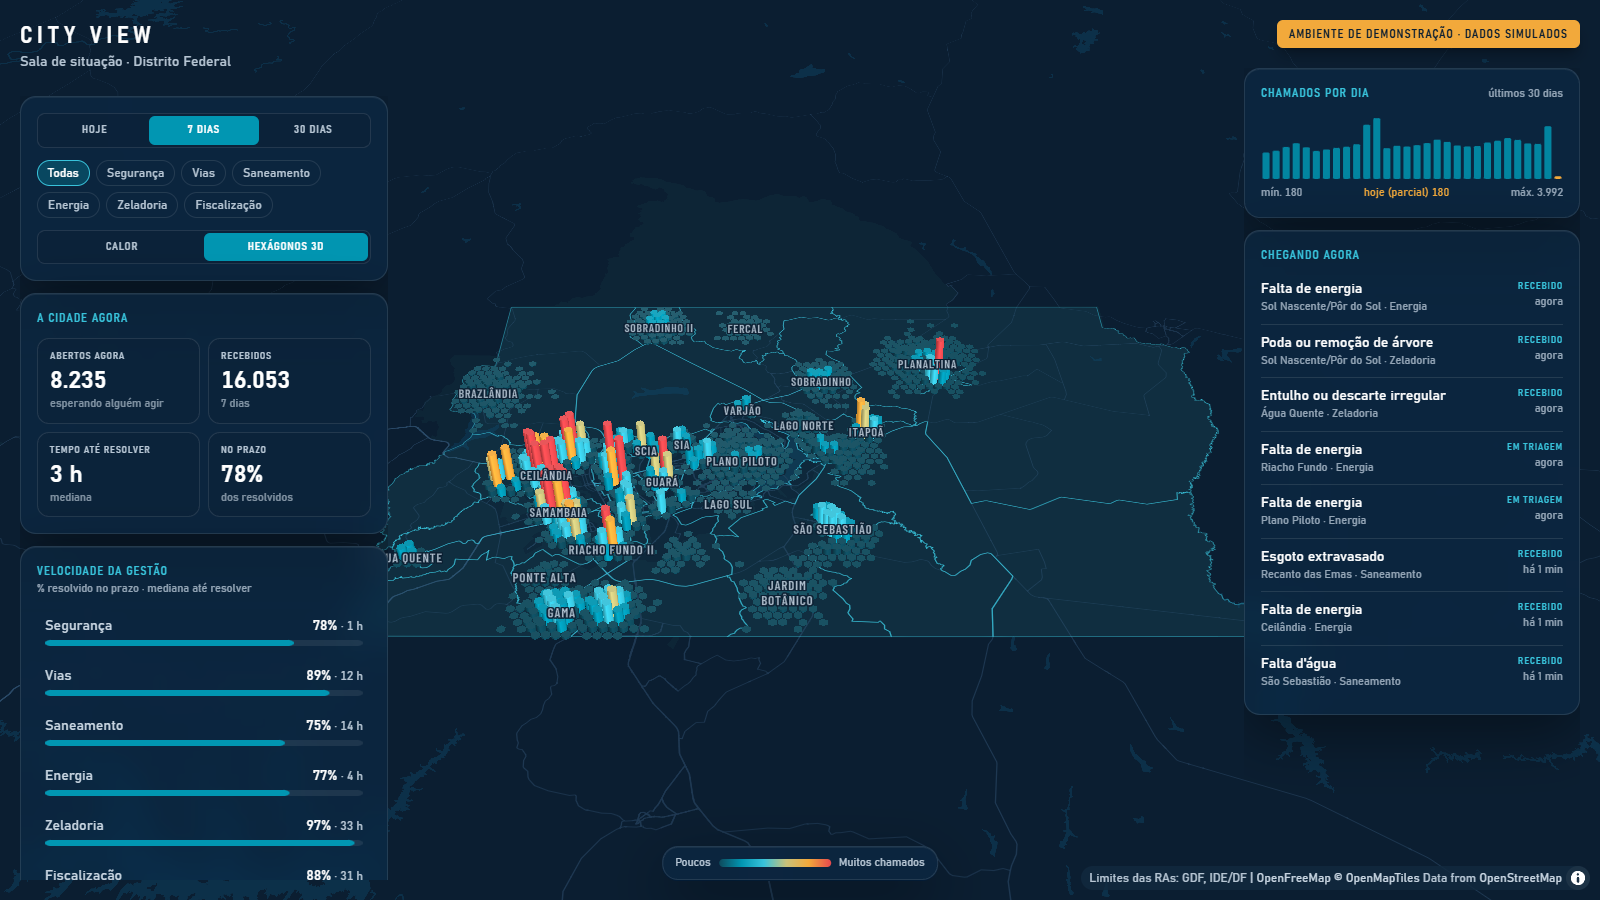 CITY VIEW
Sala de situação · Distrito Federal
AMBIENTE DE DEMONSTRAÇÃO · DADOS SIMULADOS
HOJE
7 DIAS
30 DIAS
Todas
Segurança
Vias
Saneamento
Energia
Zeladoria
Fiscalização
CALOR
HEXÁGONOS 3D
A CIDADE AGORA
ABERTOS AGORA
8.235
esperando alguém agir
RECEBIDOS
16.053
7 dias
TEMPO ATÉ RESOLVER
3 h
mediana
NO PRAZO
78%
dos resolvidos
VELOCIDADE DA GESTÃO
% resolvido no prazo · mediana até resolver
Segurança 78% · 1 h
Vias 89% · 12 h
Saneamento 75% · 14 h
Energia 77% · 4 h
Zeladoria 97% · 33 h
Fiscalização 88% · 31 h
SOBRADINHO II
FERCAL
PLANALTINA
SOBRADINHO
BRAZLÂNDIA
VARJÃO
LAGO NORTE
ITAPOÃ
SIA
SCIA
PLANO PILOTO
CEILÂNDIA
GUARÁ
LAGO SUL
SAMAMBAIA
SÃO SEBASTIÃO
RIACHO FUNDO II
UA QUENTE
PONTE ALTA
JARDIM
BOTÂNICO
GAMA
Poucos
Muitos chamados
CHAMADOS POR DIA
últimos 30 dias
mín. 180
hoje (parcial) 180
máx. 3.992
CHEGANDO AGORA
Falta de energia RECEBIDO
Sol Nascente/Pôr do Sol · Energia agora
Poda ou remoção de árvore RECEBIDO
Sol Nascente/Pôr do Sol · Zeladoria agora
Entulho ou descarte irregular RECEBIDO
Água Quente · Zeladoria agora
Falta de energia EM TRIAGEM
Riacho Fundo · Energia agora
Falta de energia EM TRIAGEM
Plano Piloto · Energia agora
Esgoto extravasado RECEBIDO
Recanto das Emas · Saneamento há 1 min
Falta de energia RECEBIDO
Ceilândia · Energia há 1 min
Falta d'água RECEBIDO
São Sebastião · Saneamento há 1 min
Limites das RAs: GDF, IDE/DF | OpenFreeMap © OpenMapTiles Data from OpenStreetMap